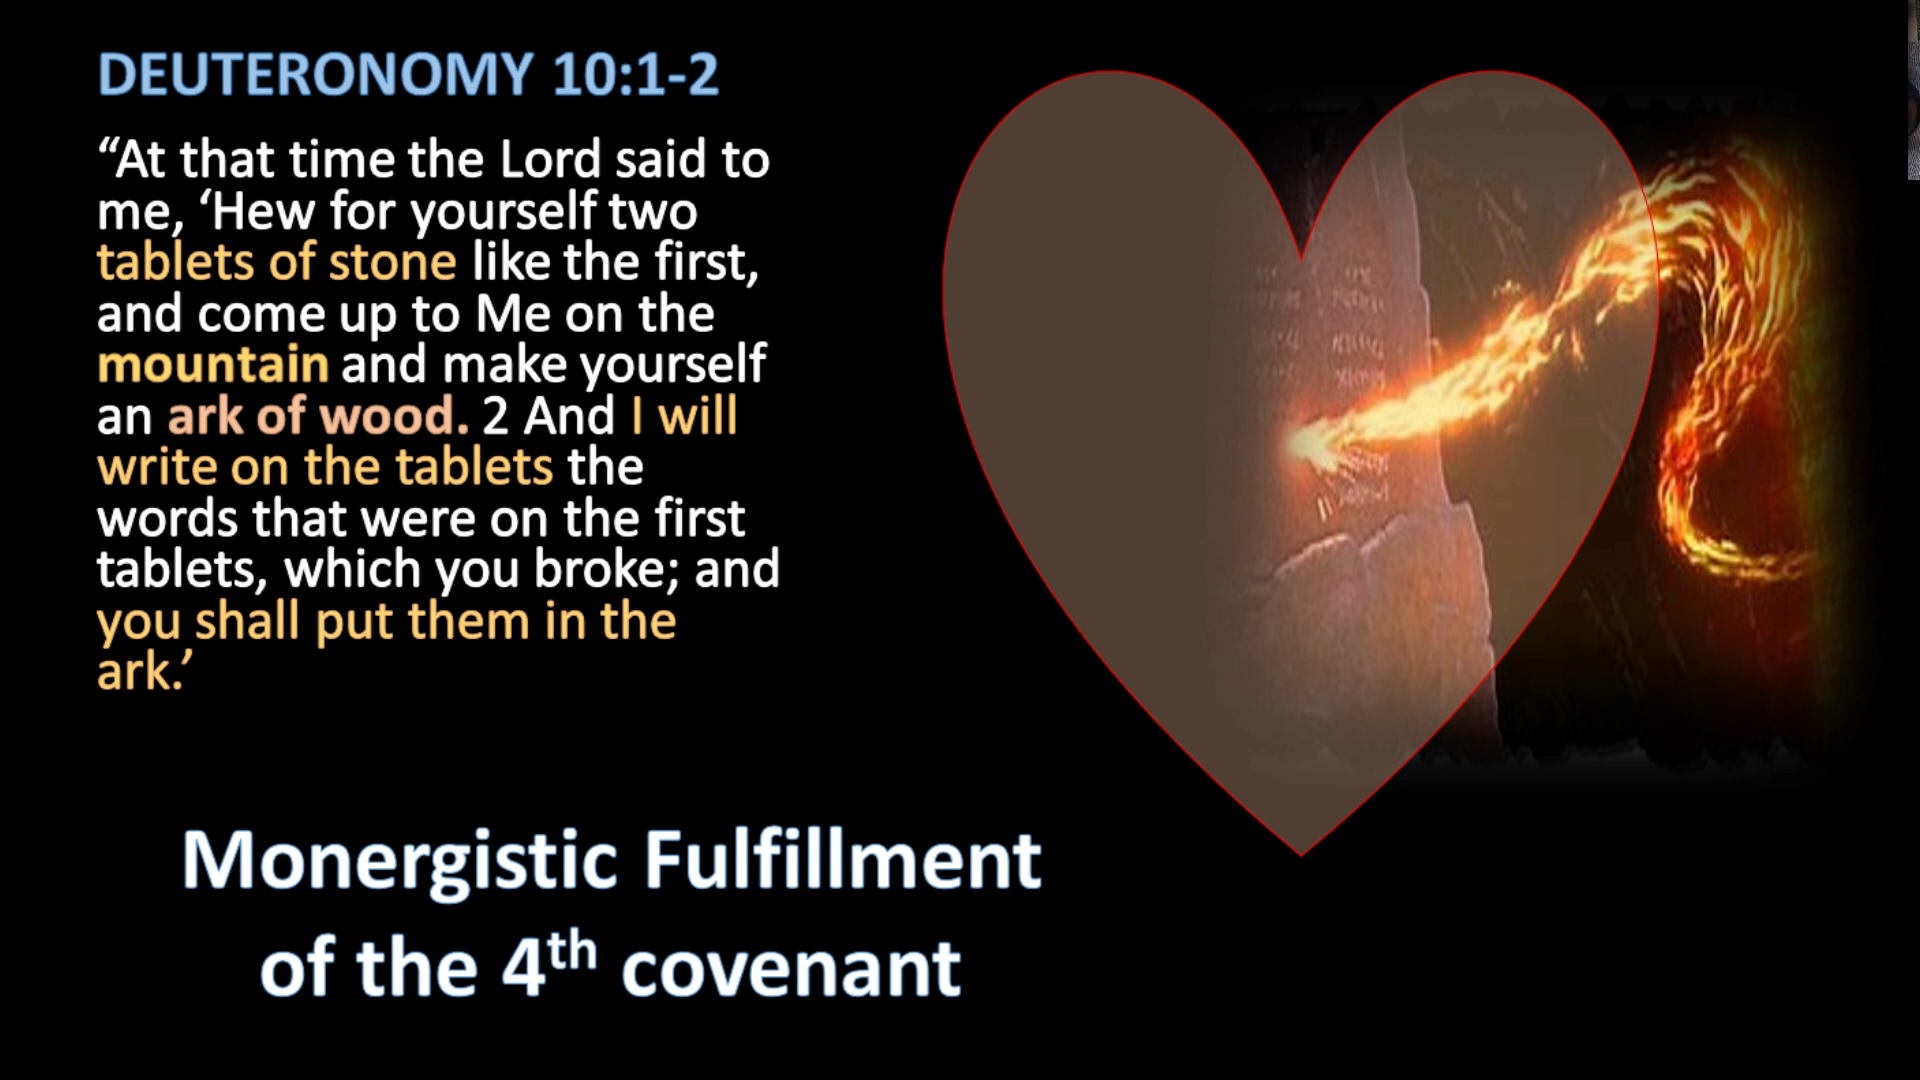 DEUTERONOMY 10:1-2
“At that time the Lord said to
me, ‘Hew for yourself two
tablets of stone like the first,
and come up to Me on the
mountain and make yourself
an ark of wood. 2 And I will
write on the tablets the
words that were on the first
tablets, which you broke; and
you shall put them in the
ark.’
Monergistic Fulfillment
of the 4th covenant